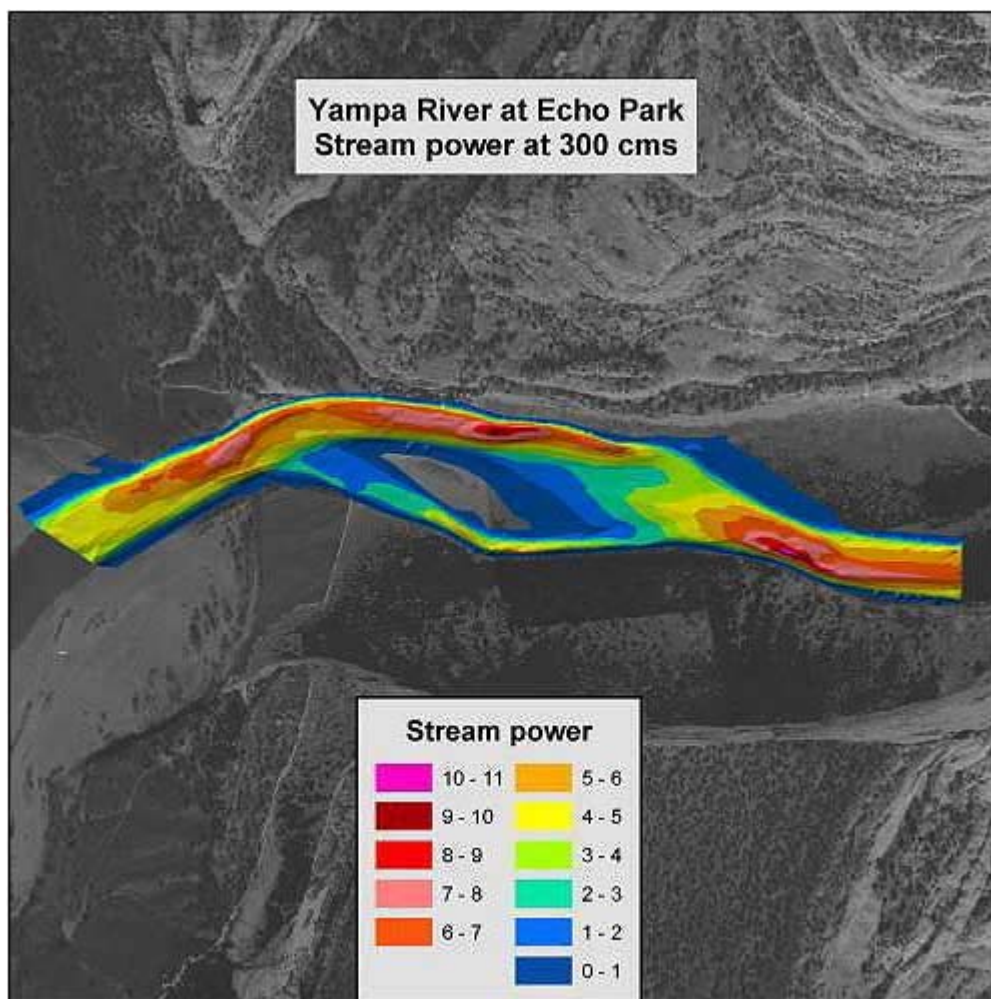 Yampa River at Echo Park
Stream power at 300 cms
Stream power
10 - 11
9 - 10
8 - 9
7 - 8
6 - 7
5 - 6
4 - 5
3 - 4
2 - 3
1 - 2
0 - 1